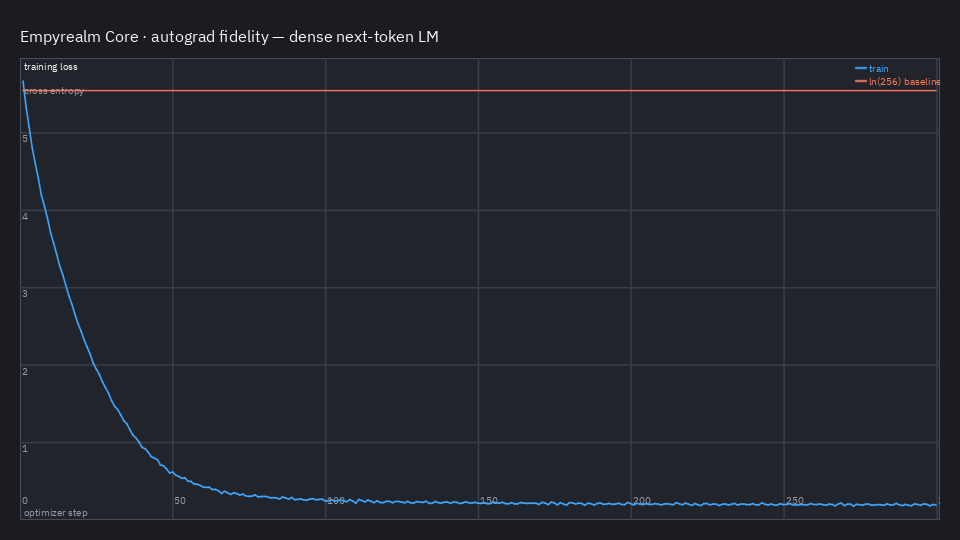 Empyrealm Core · autograd fidelity — dense next-token LM
training loss
train
ln(256) baseline
cross entropy
5
4
3
2
1
0 50 100 150 200 250
optimizer step